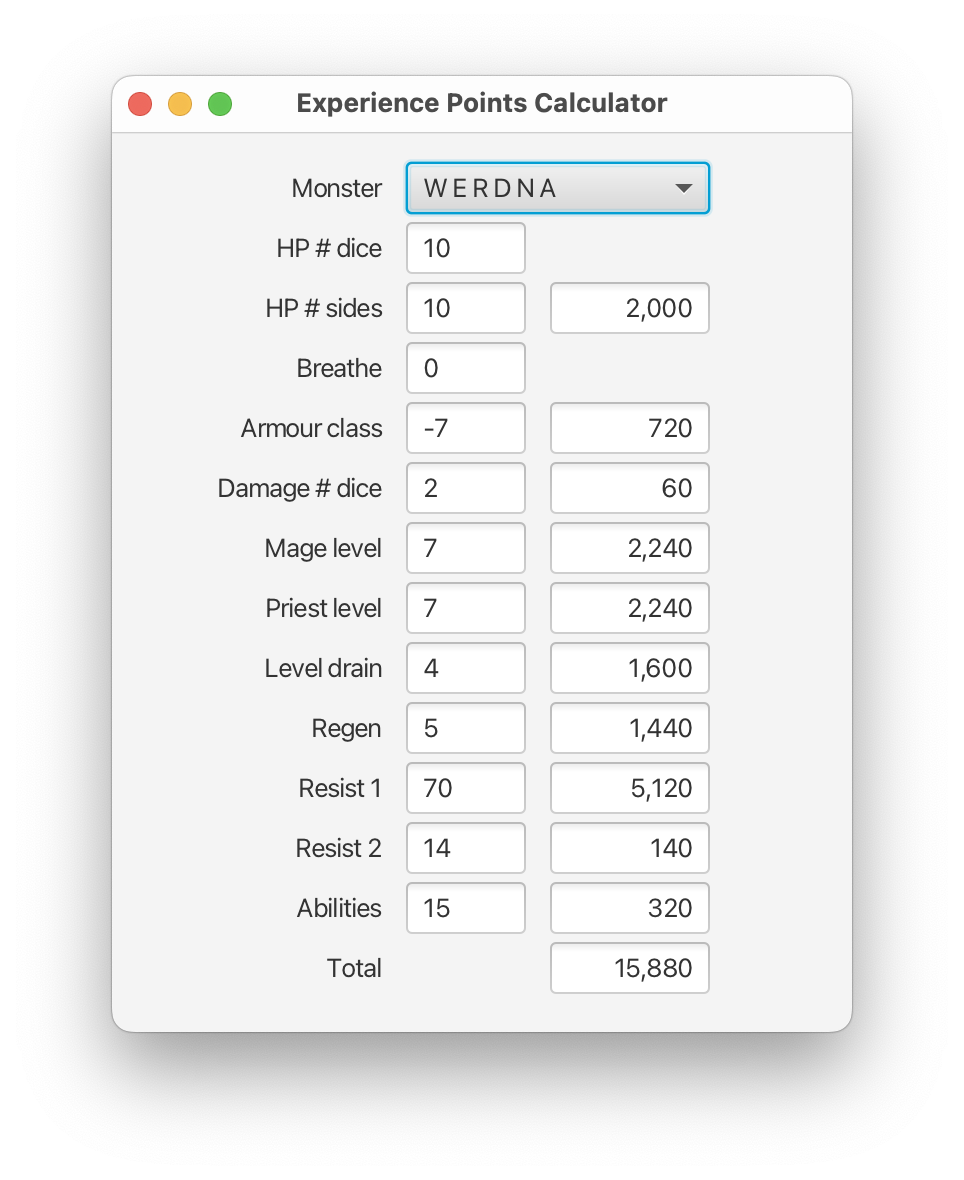 Experience Points Calculator
Monster WERDNA
HP # dice 10
HP # sides 10 2,000
Breathe 0
Armour class -7 720
Damage # dice 2 60
Mage level 7 2,240
Priest level 7 2,240
Level drain 4 1,600
Regen 5 1,440
Resist 1 70 5,120
Resist 2 14 140
Abilities 15 320
Total 15,880